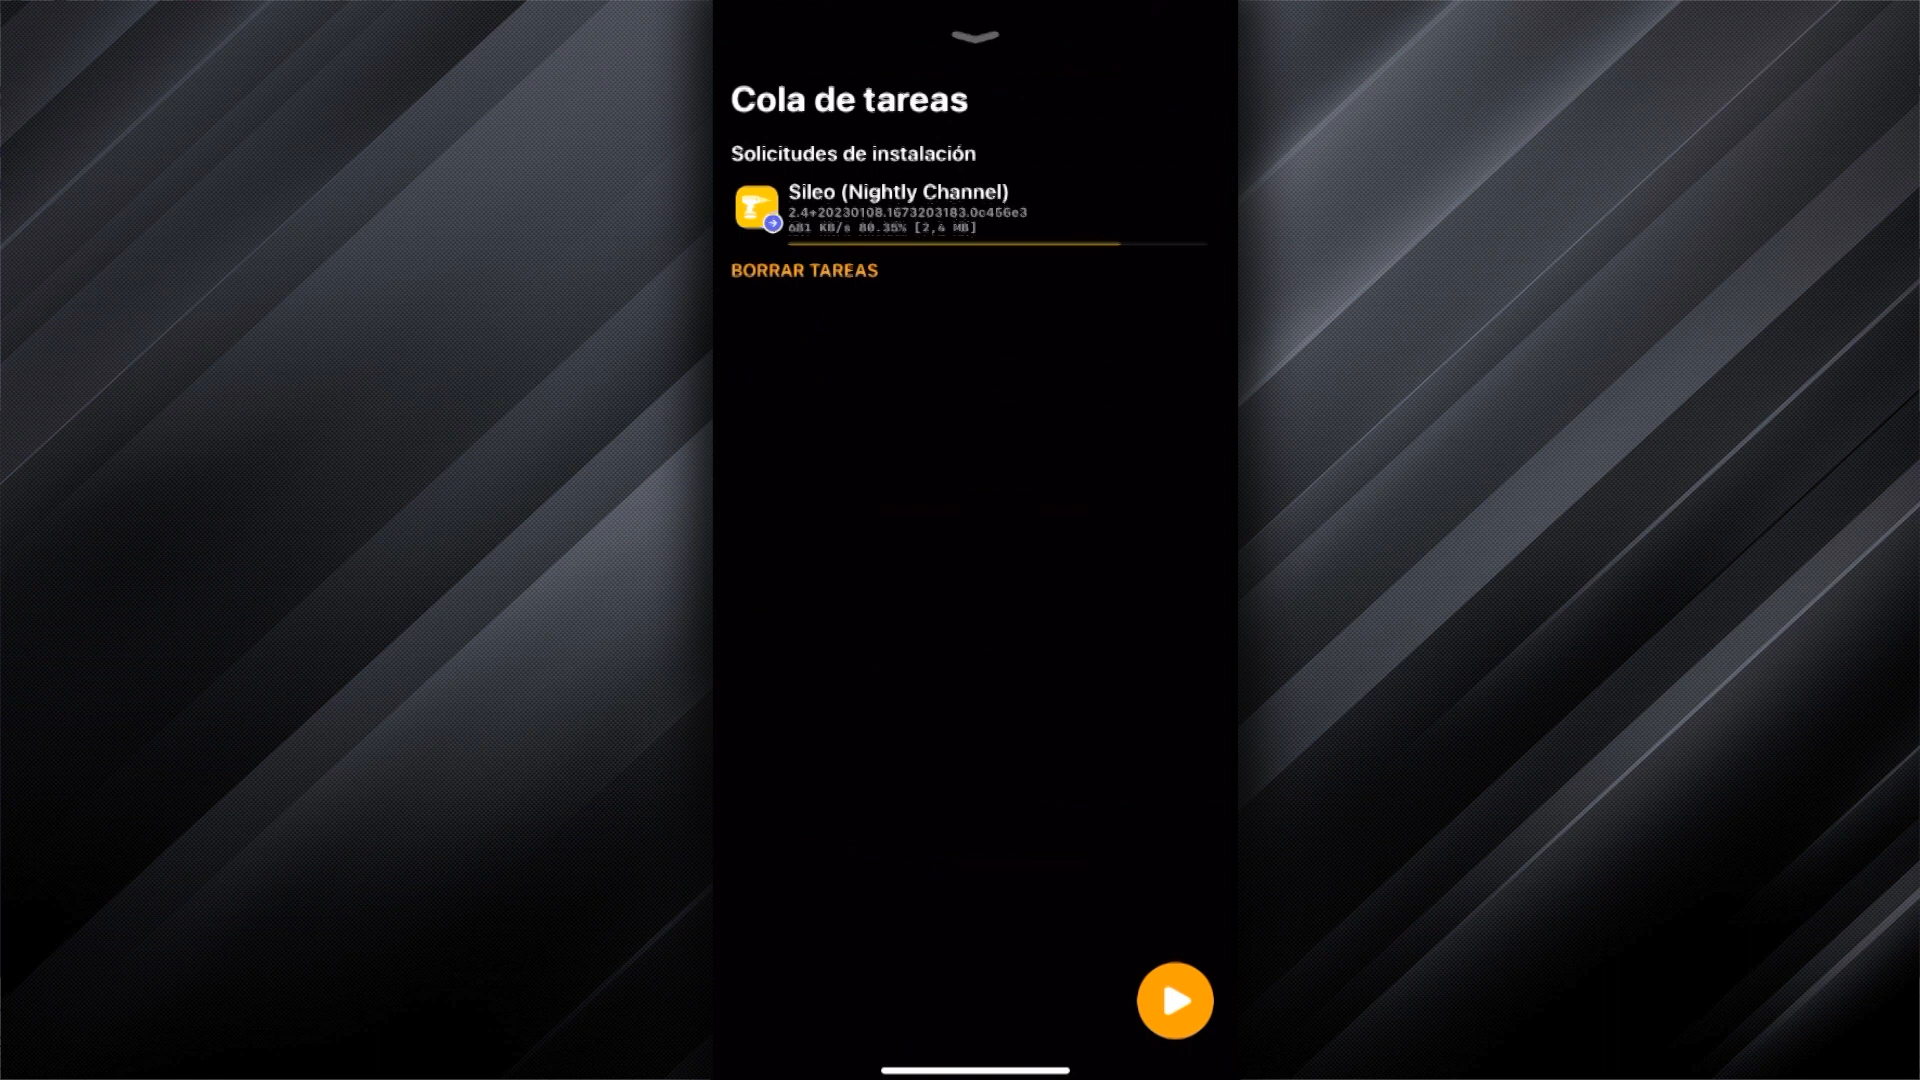 Cola de tareas
Solicitudes de instalación
Sileo (Nightly Channel)
2.4+20230108.1673203183.0c456e3
681 KB/s 80.35% [2,4 MB]
BORRAR TAREAS